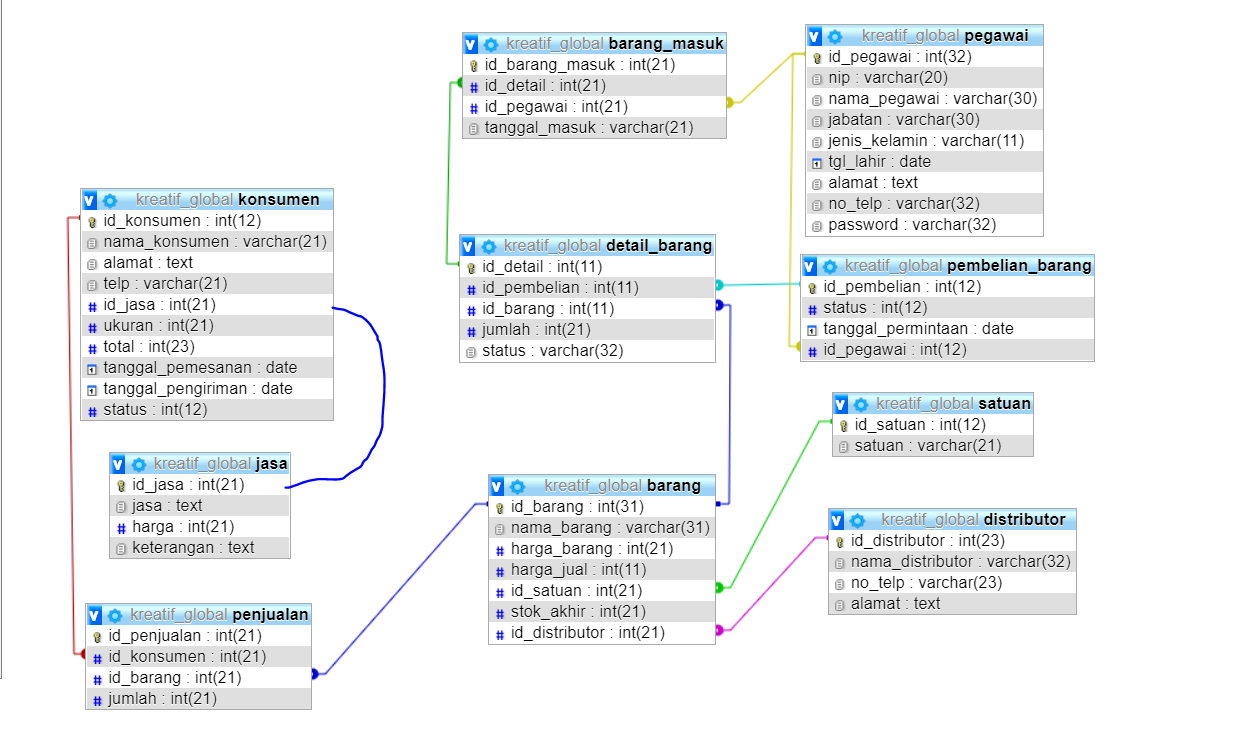 kreatif_global barang_masuk
id_barang_masuk : int(21)
id_detail : int(21)
id_pegawai : int(21)
tanggal_masuk : varchar(21)
kreatif_global pegawai
id_pegawai : int(32)
nip : varchar(20)
nama_pegawai : varchar(30)
jabatan : varchar(30)
jenis_kelamin : varchar(11)
tgl_lahir : date
alamat : text
no_telp : varchar(32)
password : varchar(32)
kreatif_global konsumen
id_konsumen : int(12)
nama_konsumen : varchar(21)
alamat : text
telp : varchar(21)
id_jasa : int(21)
ukuran : int(21)
total : int(23)
tanggal_pemesanan : date
tanggal_pengiriman : date
status : int(12)
kreatif_global detail_barang
id_detail : int(11)
id_pembelian : int(11)
id_barang : int(11)
jumlah : int(21)
status : varchar(32)
kreatif_global pembelian_barang
id_pembelian : int(12)
status : int(12)
tanggal_permintaan : date
id_pegawai : int(12)
kreatif_global satuan
id_satuan : int(12)
satuan : varchar(21)
kreatif_global jasa
id_jasa : int(21)
jasa : text
harga : int(21)
keterangan : text
kreatif_global barang
id_barang : int(31)
nama_barang : varchar(31)
harga_barang : int(21)
harga_jual : int(11)
id_satuan : int(21)
stok_akhir : int(21)
id_distributor : int(21)
kreatif_global distributor
id_distributor : int(23)
nama_distributor : varchar(32)
no_telp : varchar(23)
alamat : text
kreatif_global penjualan
id_penjualan : int(21)
id_konsumen : int(21)
id_barang : int(21)
jumlah : int(21)